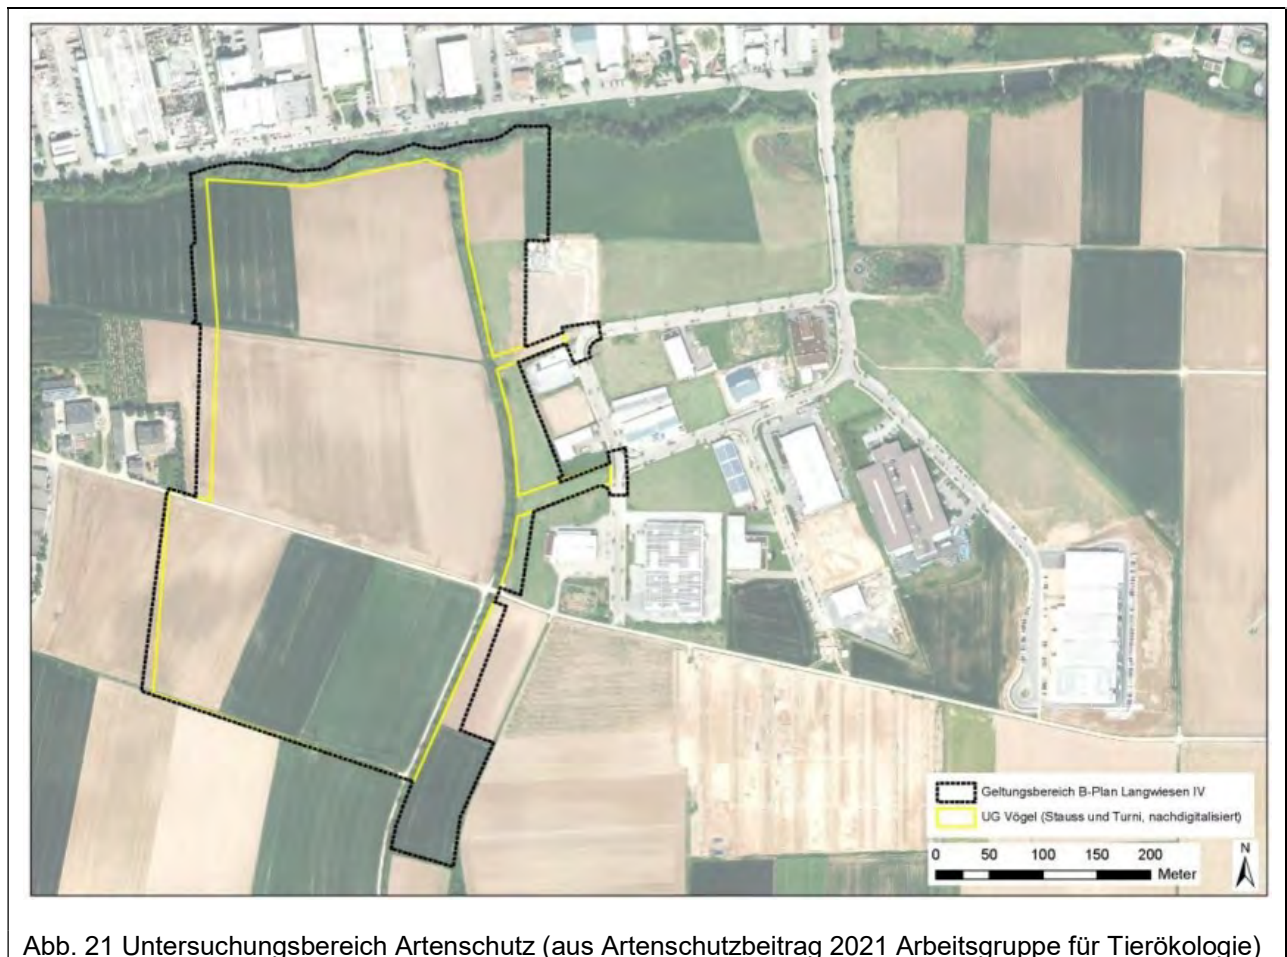 Geltungsbereich B-Plan Langwiesen IV
UG Vögel (Stauss und Turni, nachdigitalisiert)
0 50 100 150 200
Meter
N
Abb. 21 Untersuchungsbereich Artenschutz (aus Artenschutzbeitrag 2021 Arbeitsgruppe für Tierökologie)